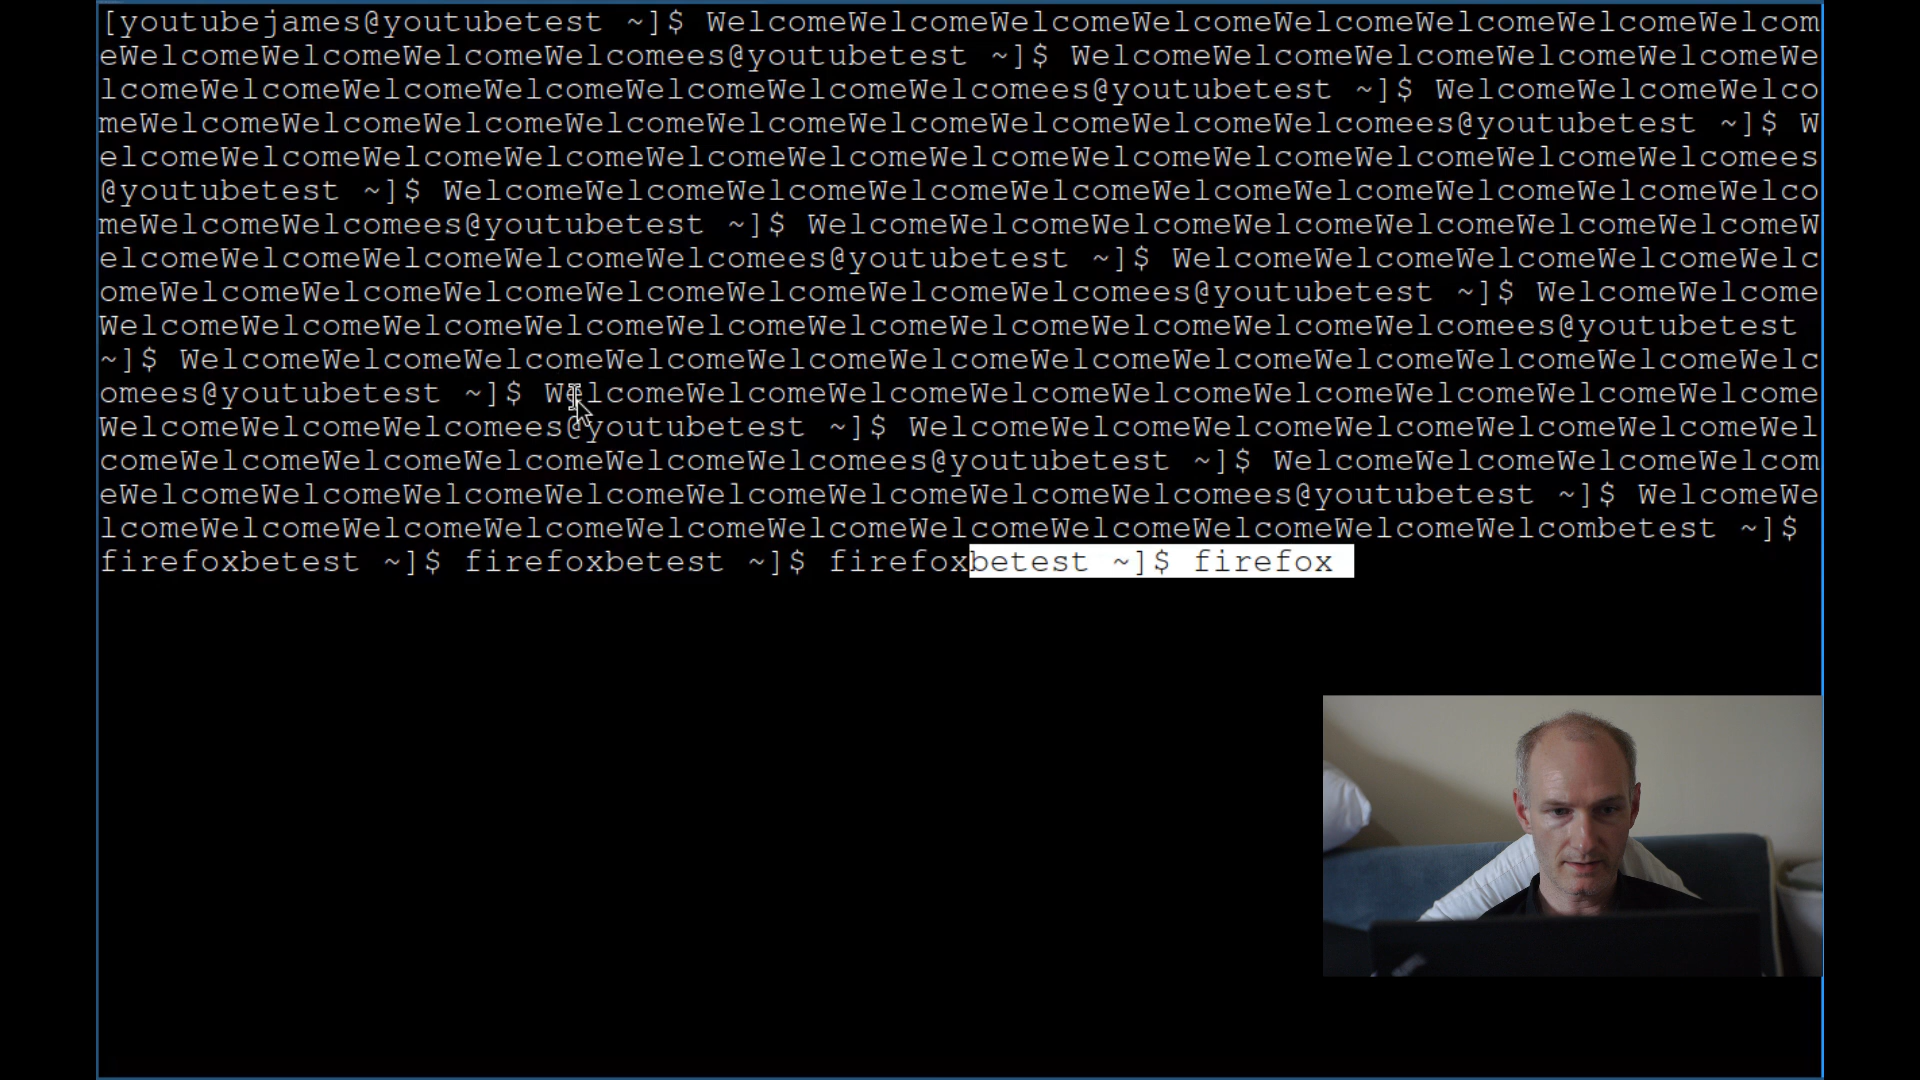 [youtubejames@youtubetest ~]$ WelcomeWelcomeWelcomeWelcomeWelcomeWelcomeWelcomeWelcom
eWelcomeWelcomeWelcomeWelcomees@youtubetest ~]$ WelcomeWelcomeWelcomeWelcomeWelcomeWe
lcomeWelcomeWelcomeWelcomeWelcomeWelcomeWelcomees@youtubetest ~]$ WelcomeWelcomeWelco
meWelcomeWelcomeWelcomeWelcomeWelcomeWelcomeWelcomeWelcomeWelcomees@youtubetest ~]$ W
elcomeWelcomeWelcomeWelcomeWelcomeWelcomeWelcomeWelcomeWelcomeWelcomeWelcomeWelcomees
@youtubetest ~]$ WelcomeWelcomeWelcomeWelcomeWelcomeWelcomeWelcomeWelcomeWelcomeWelco
meWelcomeWelcomees@youtubetest ~]$ WelcomeWelcomeWelcomeWelcomeWelcomeWelcomeWelcomeW
elcomeWelcomeWelcomeWelcomeWelcomees@youtubetest ~]$ WelcomeWelcomeWelcomeWelcomeWelc
omeWelcomeWelcomeWelcomeWelcomeWelcomeWelcomeWelcomees@youtubetest ~]$ WelcomeWelcome
WelcomeWelcomeWelcomeWelcomeWelcomeWelcomeWelcomeWelcomeWelcomeWelcomees@youtubetest
~]$ WelcomeWelcomeWelcomeWelcomeWelcomeWelcomeWelcomeWelcomeWelcomeWelcomeWelcomeWelc
omees@youtubetest ~]$ WelcomeWelcomeWelcomeWelcomeWelcomeWelcomeWelcomeWelcomeWelcome
WelcomeWelcomeWelcomees@youtubetest ~]$ WelcomeWelcomeWelcomeWelcomeWelcomeWelcomeWel
comeWelcomeWelcomeWelcomeWelcomeWelcomees@youtubetest ~]$ WelcomeWelcomeWelcomeWelcom
eWelcomeWelcomeWelcomeWelcomeWelcomeWelcomeWelcomeWelcomees@youtubetest ~]$ WelcomeWe
lcomeWelcomeWelcomeWelcomeWelcomeWelcomeWelcomeWelcomeWelcomeWelcomeWelcombetest ~]$
firefoxbetest ~]$ firefoxbetest ~]$ firefoxbetest ~]$ firefox